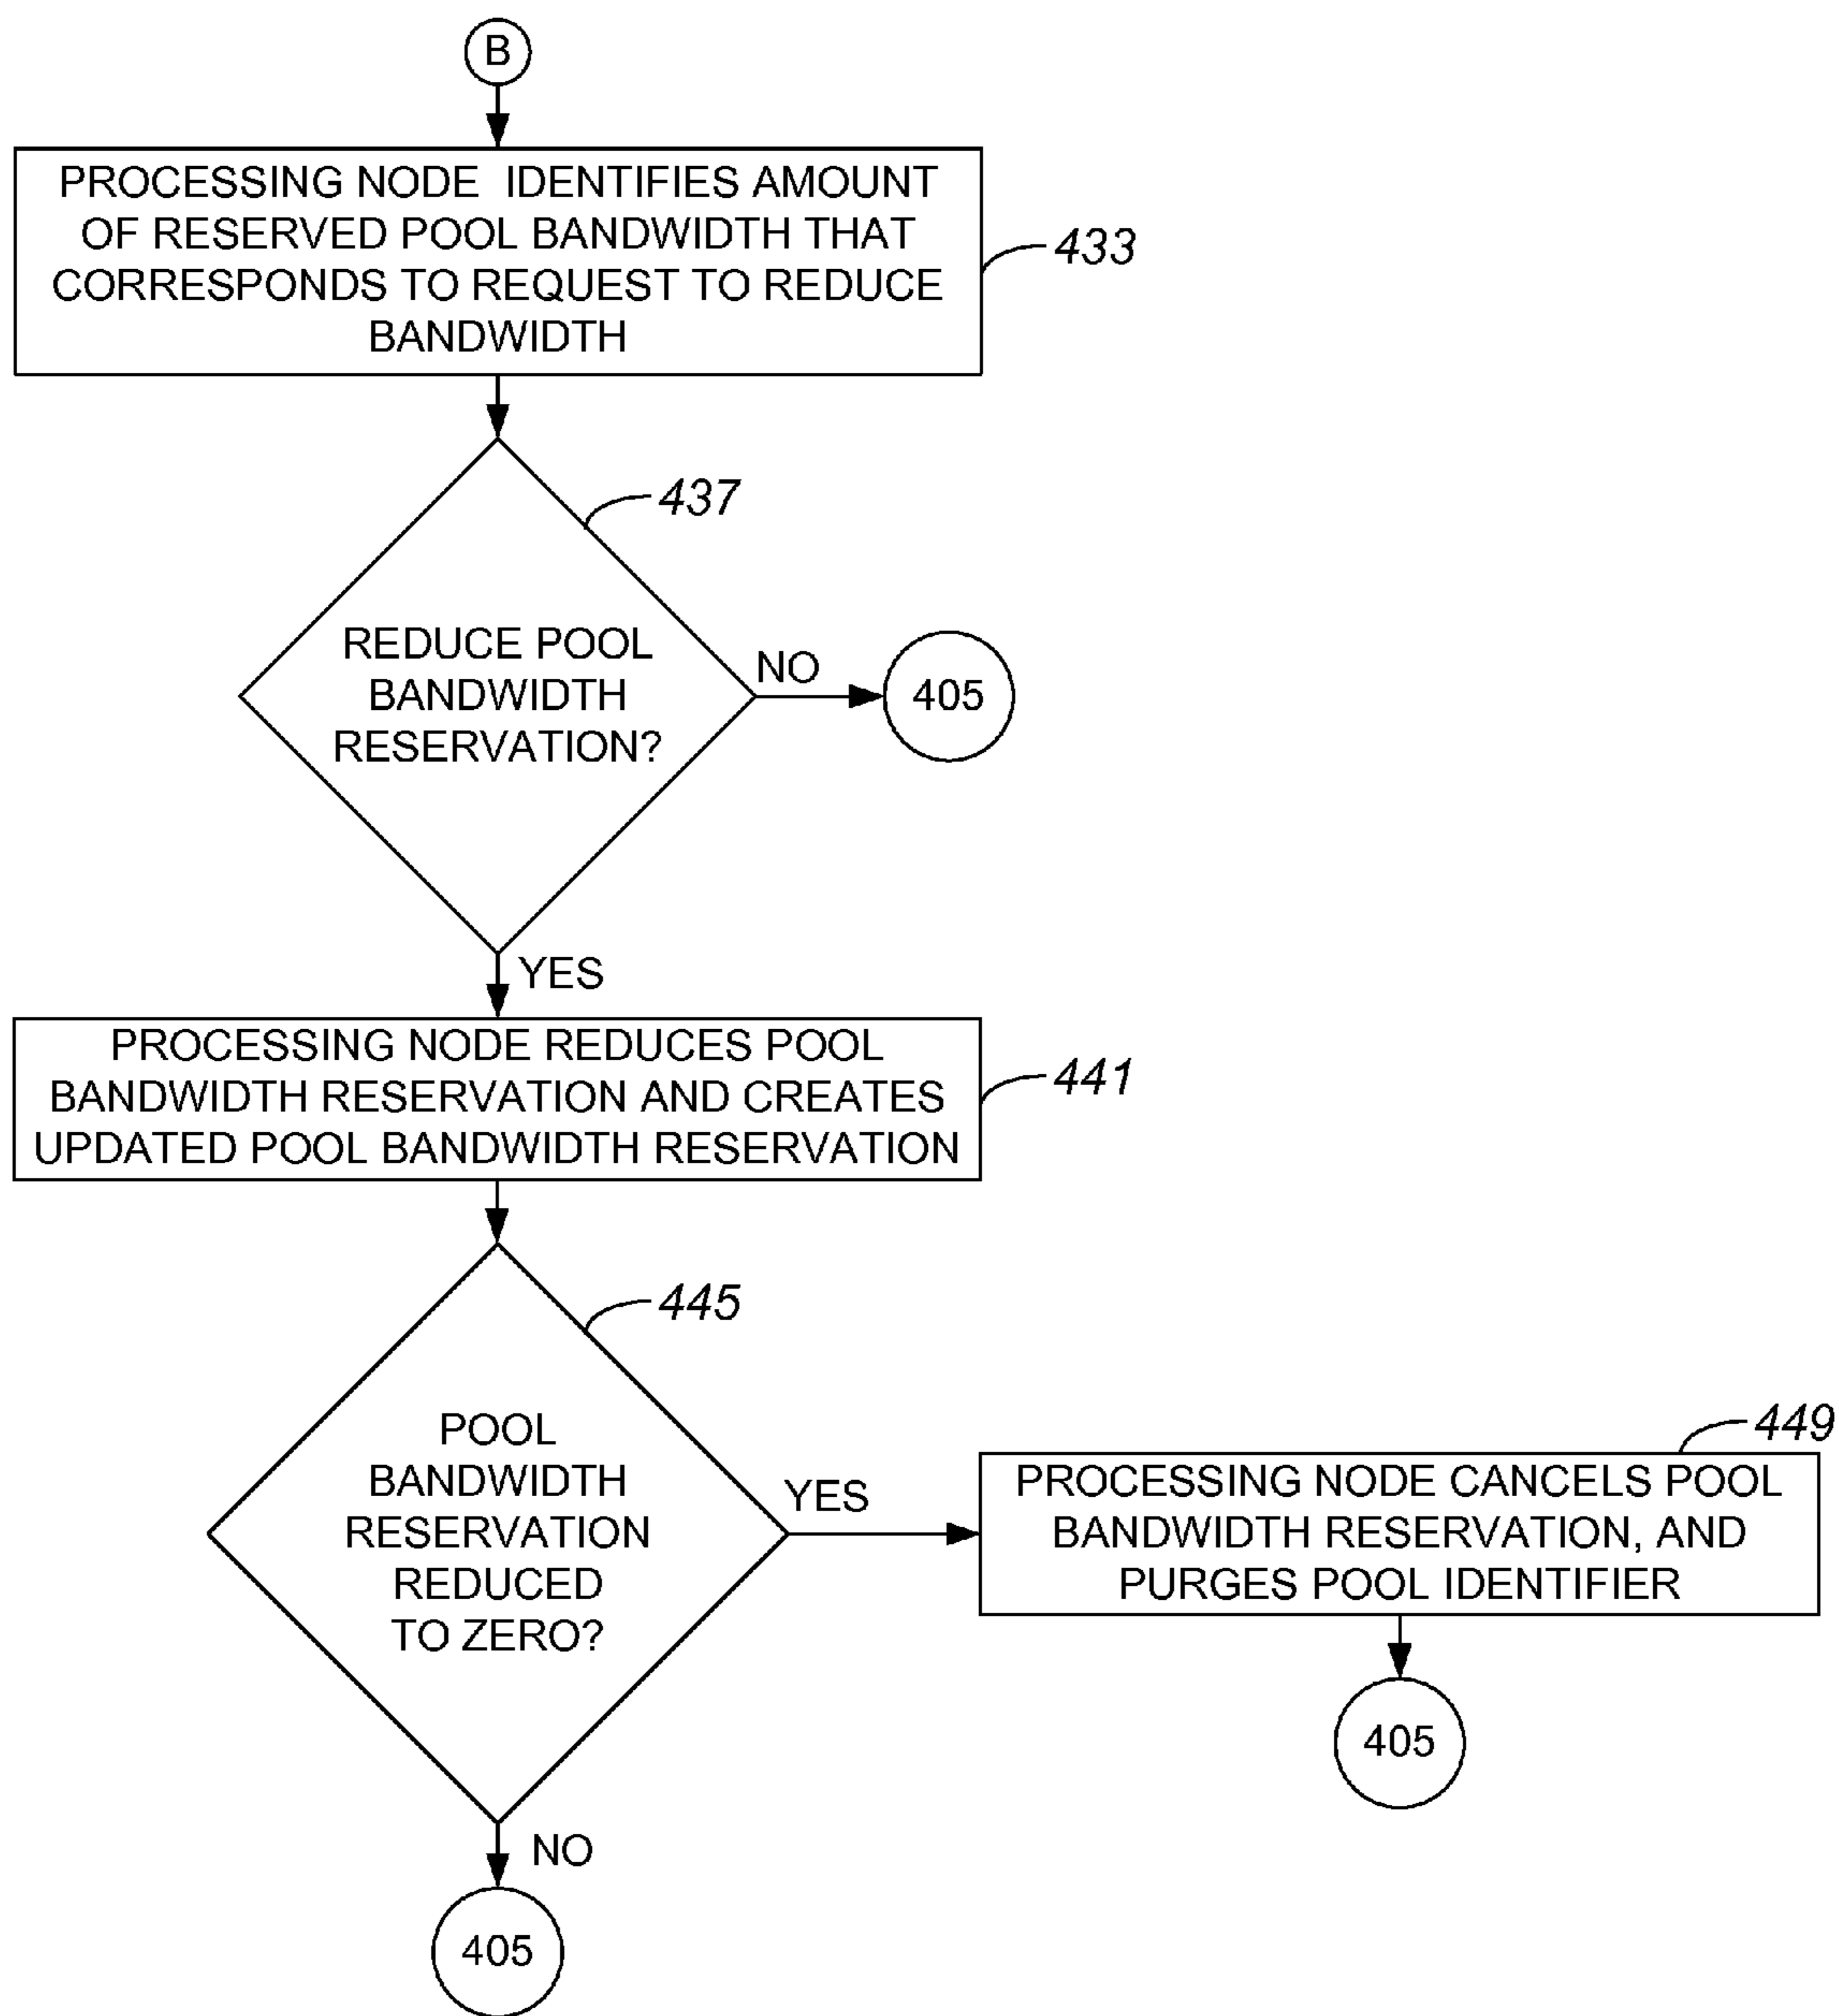 B
PROCESSING NODE IDENTIFIES AMOUNT
OF RESERVED POOL BANDWIDTH THAT
CORRESPONDS TO REQUEST TO REDUCE
BANDWIDTH
433
437
REDUCE POOL
BANDWIDTH
RESERVATION?
NO
405
YES
PROCESSING NODE REDUCES POOL
BANDWIDTH RESERVATION AND CREATES
UPDATED POOL BANDWIDTH RESERVATION
441
445
POOL
BANDWIDTH
RESERVATION
REDUCED
TO ZERO?
YES
449
PROCESSING NODE CANCELS POOL
BANDWIDTH RESERVATION, AND
PURGES POOL IDENTIFIER
405
NO
405